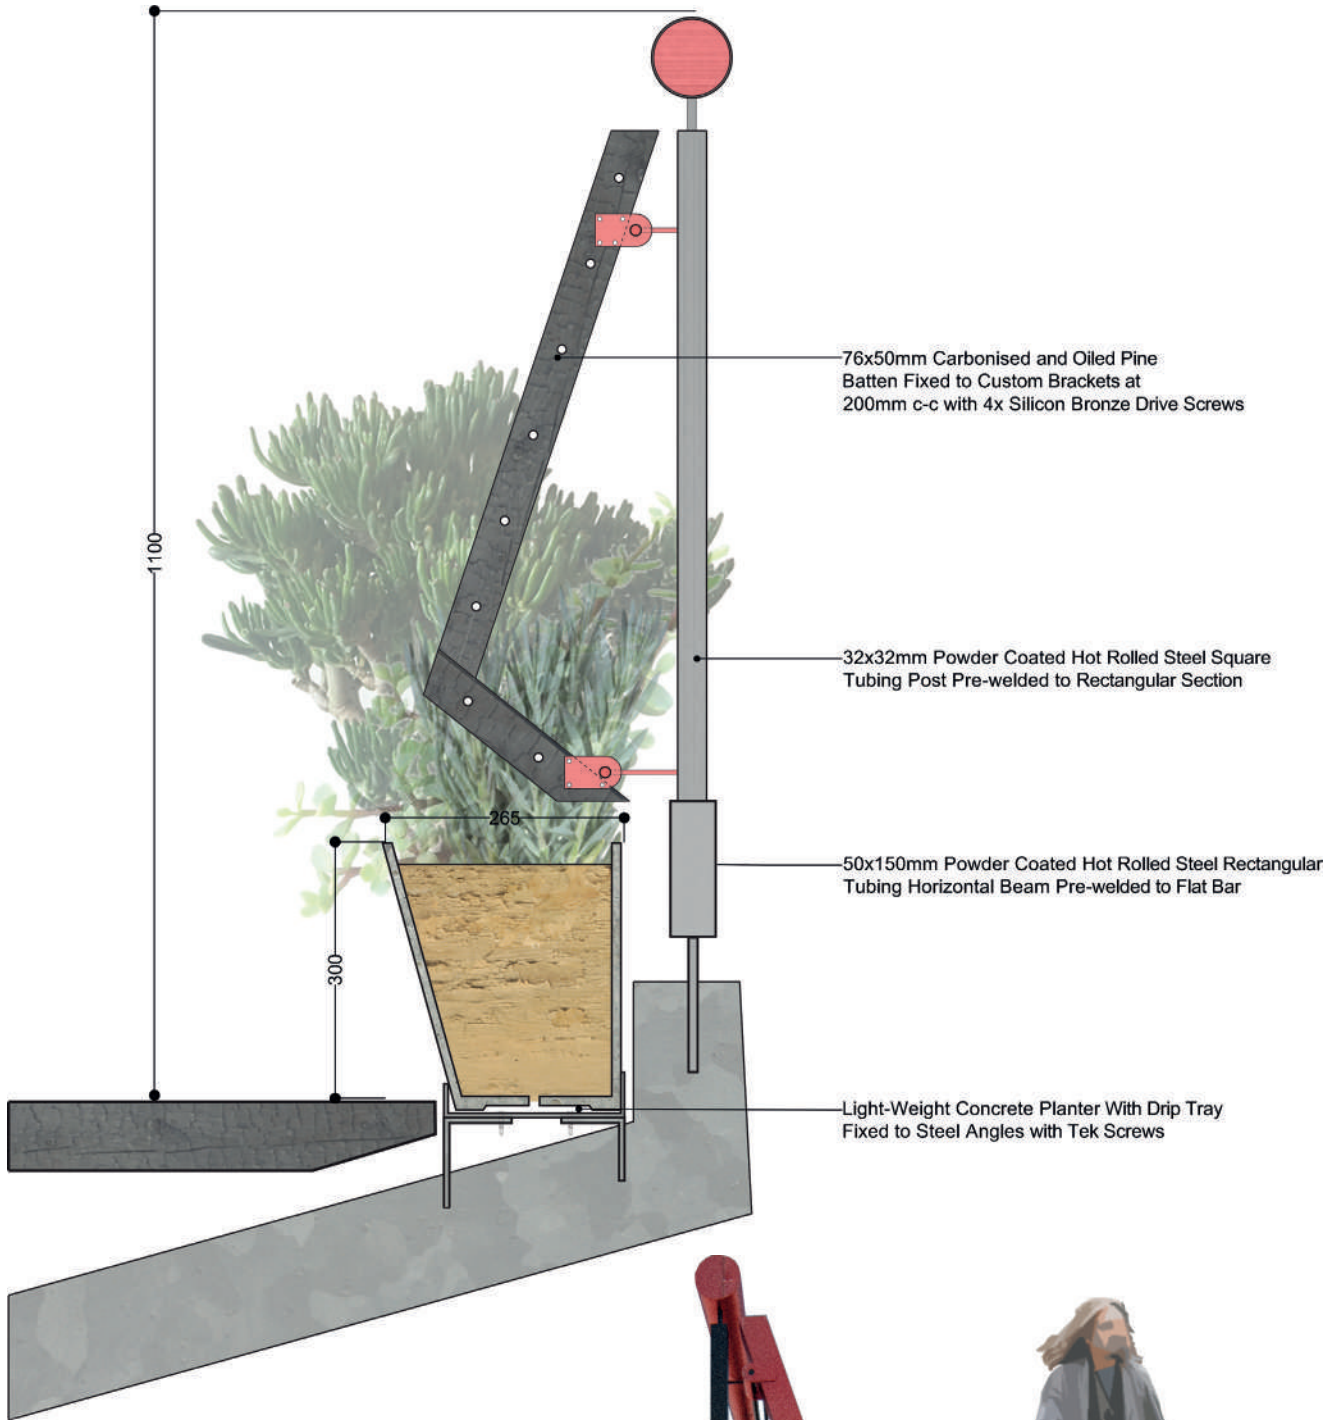 1100
76x50mm Carbonised and Oiled Pine
Batten Fixed to Custom Brackets at
200mm c-c with 4x Silicon Bronze Drive Screws
32x32mm Powder Coated Hot Rolled Steel Square
Tubing Post Pre-welded to Rectangular Section
265
50x150mm Powder Coated Hot Rolled Steel Rectangular
Tubing Horizontal Beam Pre-welded to Flat Bar
300
Light-Weight Concrete Planter With Drip Tray
Fixed to Steel Angles with Tek Screws